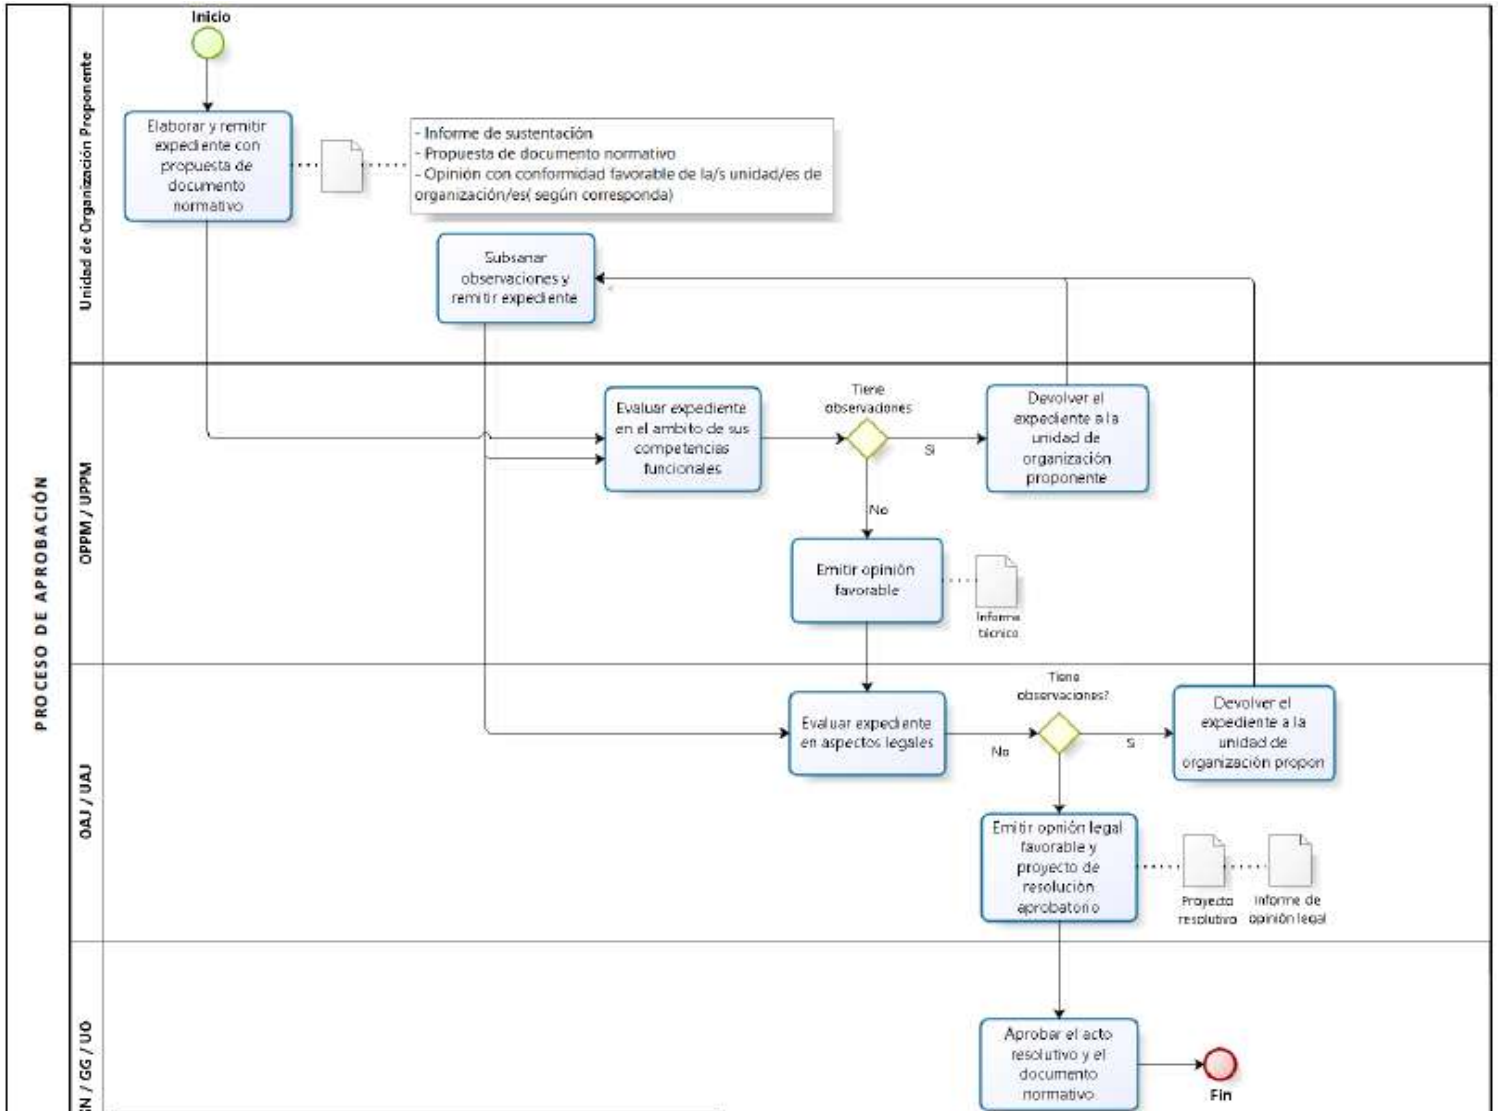 PROCESO DE APROBACIÓN
Unidad de Organización Proponente
Inicio
Elaborar y remitir
expediente con
propuesta de
documento
normativo
- Informe de sustentación
- Propuesta de documento normativo
- Opinión con conformidad favorable de la/s unidad/es de
organización/es( según corresponda)
Subsanar
observaciones y
remitir expediente
OPPM / UPPM
Evaluar expediente
en el ambito de sus
competencias
funcionales
Tiene
observaciones
Si
No
Devolver el
expediente a la
unidad de
organización
proponente
Emitir opinión
favorable
Informe
técnico
OAJ / UAJ
Evaluar expediente
en aspectos legales
Tiene
observaciones?
No
Si
Devolver el
expediente a la
unidad de
organización propon
Emitir opnión legal
favorable y
proyecto de
resolución
aprobatorio
Proyecto
resolutivo
Informe de
opinión legal
/ GG / UO
Aprobar el acto
resolutivo y el
documento
normativo
Fin